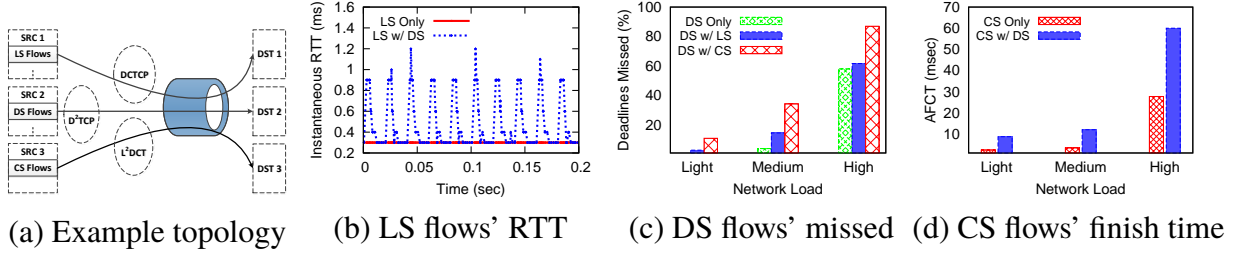 SRC 1
LS Flows
⋮
SRC 2
DS Flows
⋮
SRC 3
CS Flows
⋮
DCTCP
D²TCP
L²DCT
DST 1
DST 2
DST 3
(a) Example topology
Instantaneous RTT (ms)
1.6
1.4
1.2
1
0.8
0.6
0.4
0.2
LS Only
LS w/ DS
0
0.05
0.1
0.15
0.2
Time (sec)
(b) LS flows' RTT
Deadlines Missed (%)
100
80
60
40
20
DS Only
DS w/ LS
DS w/ CS
Light
Medium
High
Network Load
(c) DS flows' missed
AFCT (msec)
70
60
50
40
30
20
10
CS Only
CS w/ DS
Light
Medium
High
Network Load
(d) CS flows' finish time